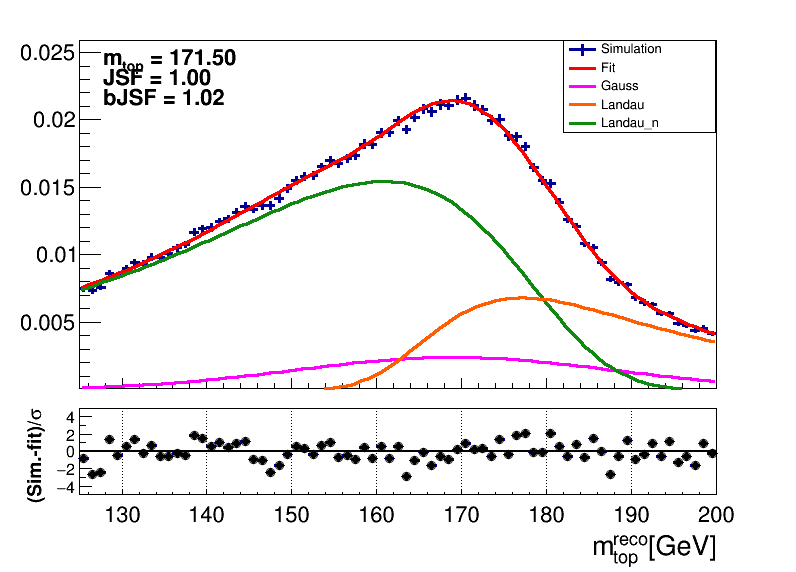 m_top = 171.50
JSF = 1.00
bJSF = 1.02
Simulation
Fit
Gauss
Landau
Landau_n
0.025
0.02
0.015
0.01
0.005
(Sim.-fit)/σ
4
2
0
−2
−4
130 140 150 160 170 180 190 200
m_top^reco[GeV]